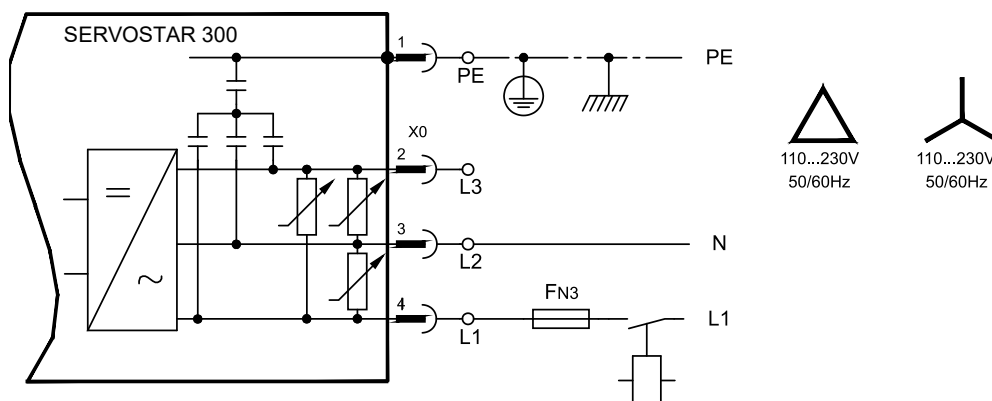 SERVOSTAR 300
1
PE
PE
X0
2
L3
3
L2
N
4
L1
FN3
L1
110...230V
50/60Hz
110...230V
50/60Hz